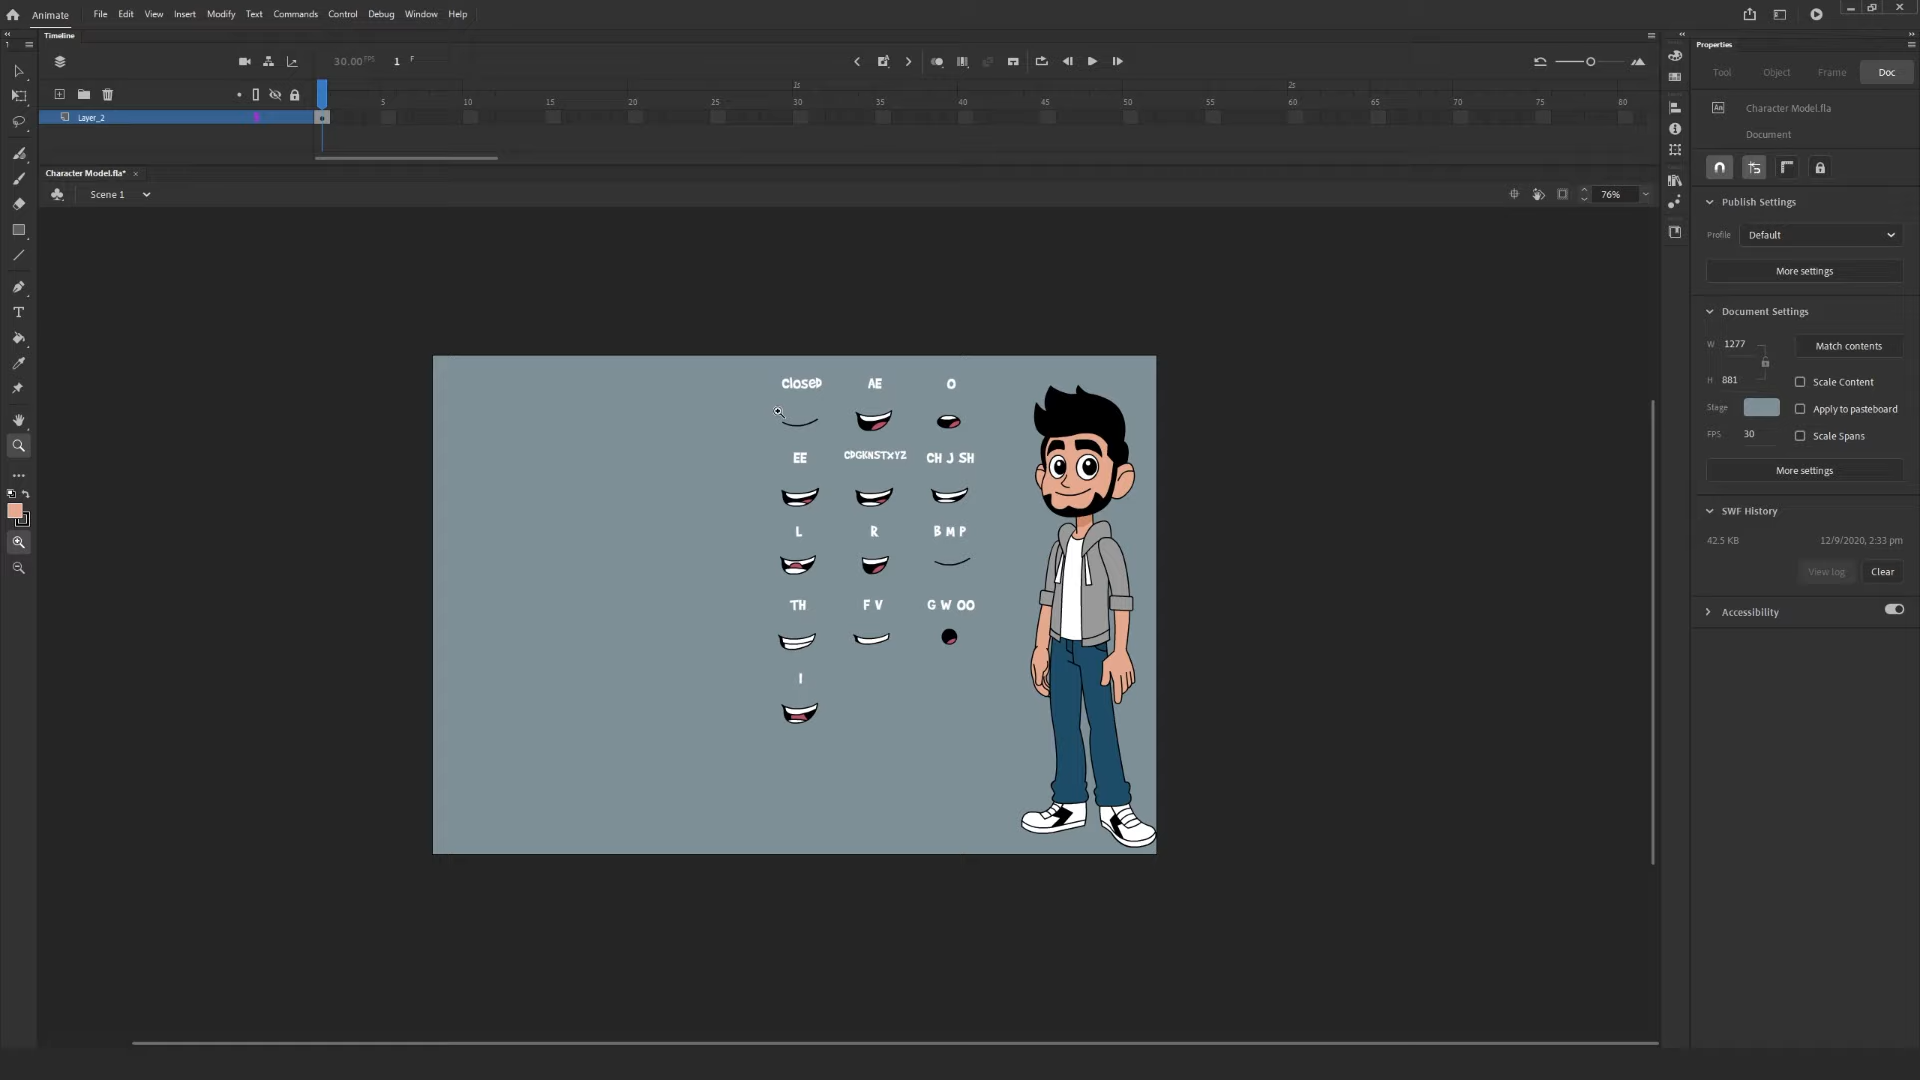 Animate File Edit View Insert Modify Text Commands Control Debug Window Help
Timeline
Properties
30.00 FPS 1 F
Tool Object Frame Doc
1s 2s
5 10 15 20 25 30 35 40 45 50 55 60 65 70 75 80
Layer_2
An Character Model.fla
Document
Character Model.fla* ×
Scene 1
76%
Publish Settings
Profile Default
More settings
Document Settings
W 1277 Match contents
H 881 Scale Content
Stage Apply to pasteboard
FPS 30 Scale Spans
More settings
SWF History
42.5 KB 12/9/2020, 2:33 pm
View log Clear
Accessibility
Closed AE O
EE CDGKNSTXYZ CH J SH
L R B M P
TH F V G W OO
I